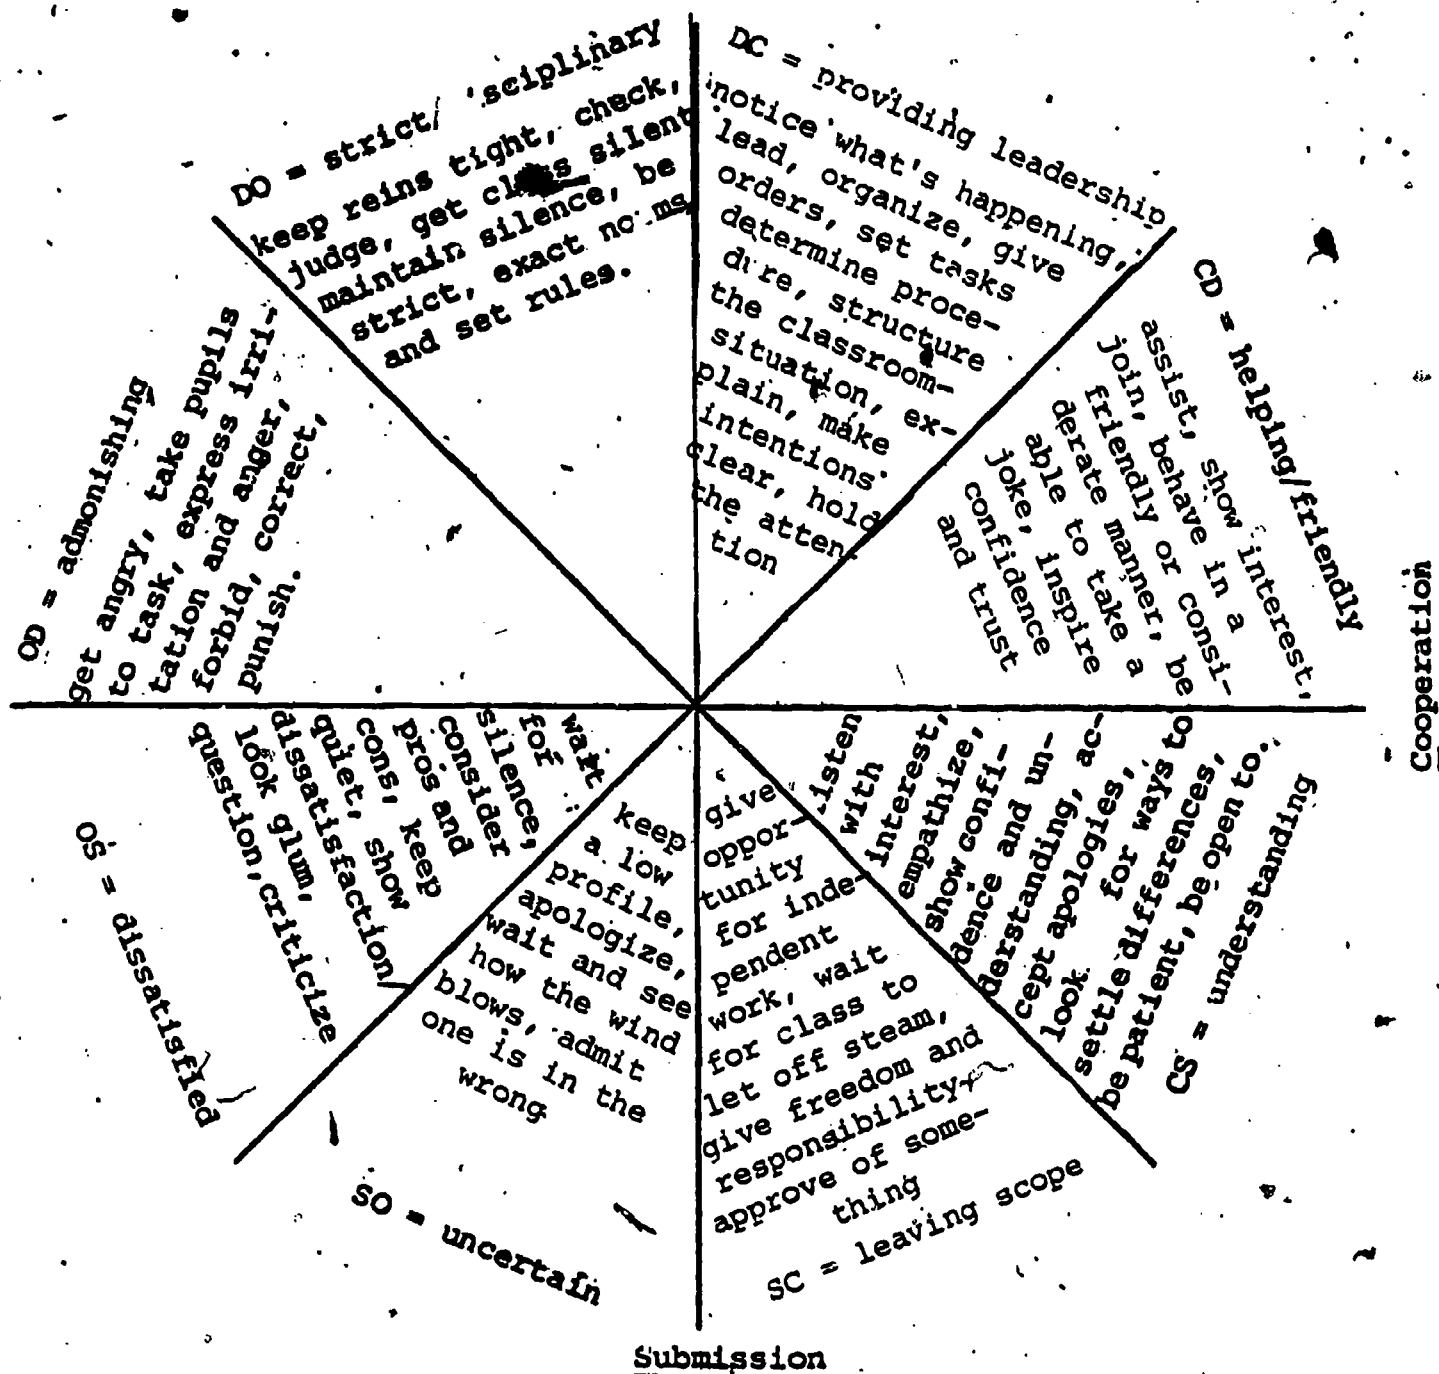 DC = providing leadership
notice what's happening,
lead, organize, give
orders, set tasks
determine proce-
dure, structure
the classroom-
situation, ex-
plain, make
intentions
clear, hold
the atten-
tion
CD = helping/friendly
assist, show interest,
join, behave in a
friendly or consi-
derate manner, be
able to take a
joke, inspire
confidence
and trust
Cooperation
listen
with
interest,
empathize,
show confi-
dence and un-
derstanding, ac-
cept apologies,
look for ways to
settle differences,
be patient, be open to.
CS = understanding
give
oppor-
tunity
for inde-
pendent
work, wait
for class to
let off steam,
give freedom and
responsibility,
approve of some-
thing
SC = leaving scope
Submission
keep
a low
profile,
apologize,
wait and see
how the wind
blows, admit
one is in the
wrong
SO = uncertain
wait
for
silence,
consider
pros and
cons, keep
quiet, show
dissatisfaction,
look glum,
question, criticize
OS = dissatisfied
OD = admonishing
get angry, take pupils
to task, express irri-
tation and anger,
forbid, correct,
punish.
DO = strict/ sciplinary
keep reins tight, check,
judge, get class silent
maintain silence, be
strict, exact no ms
and set rules.